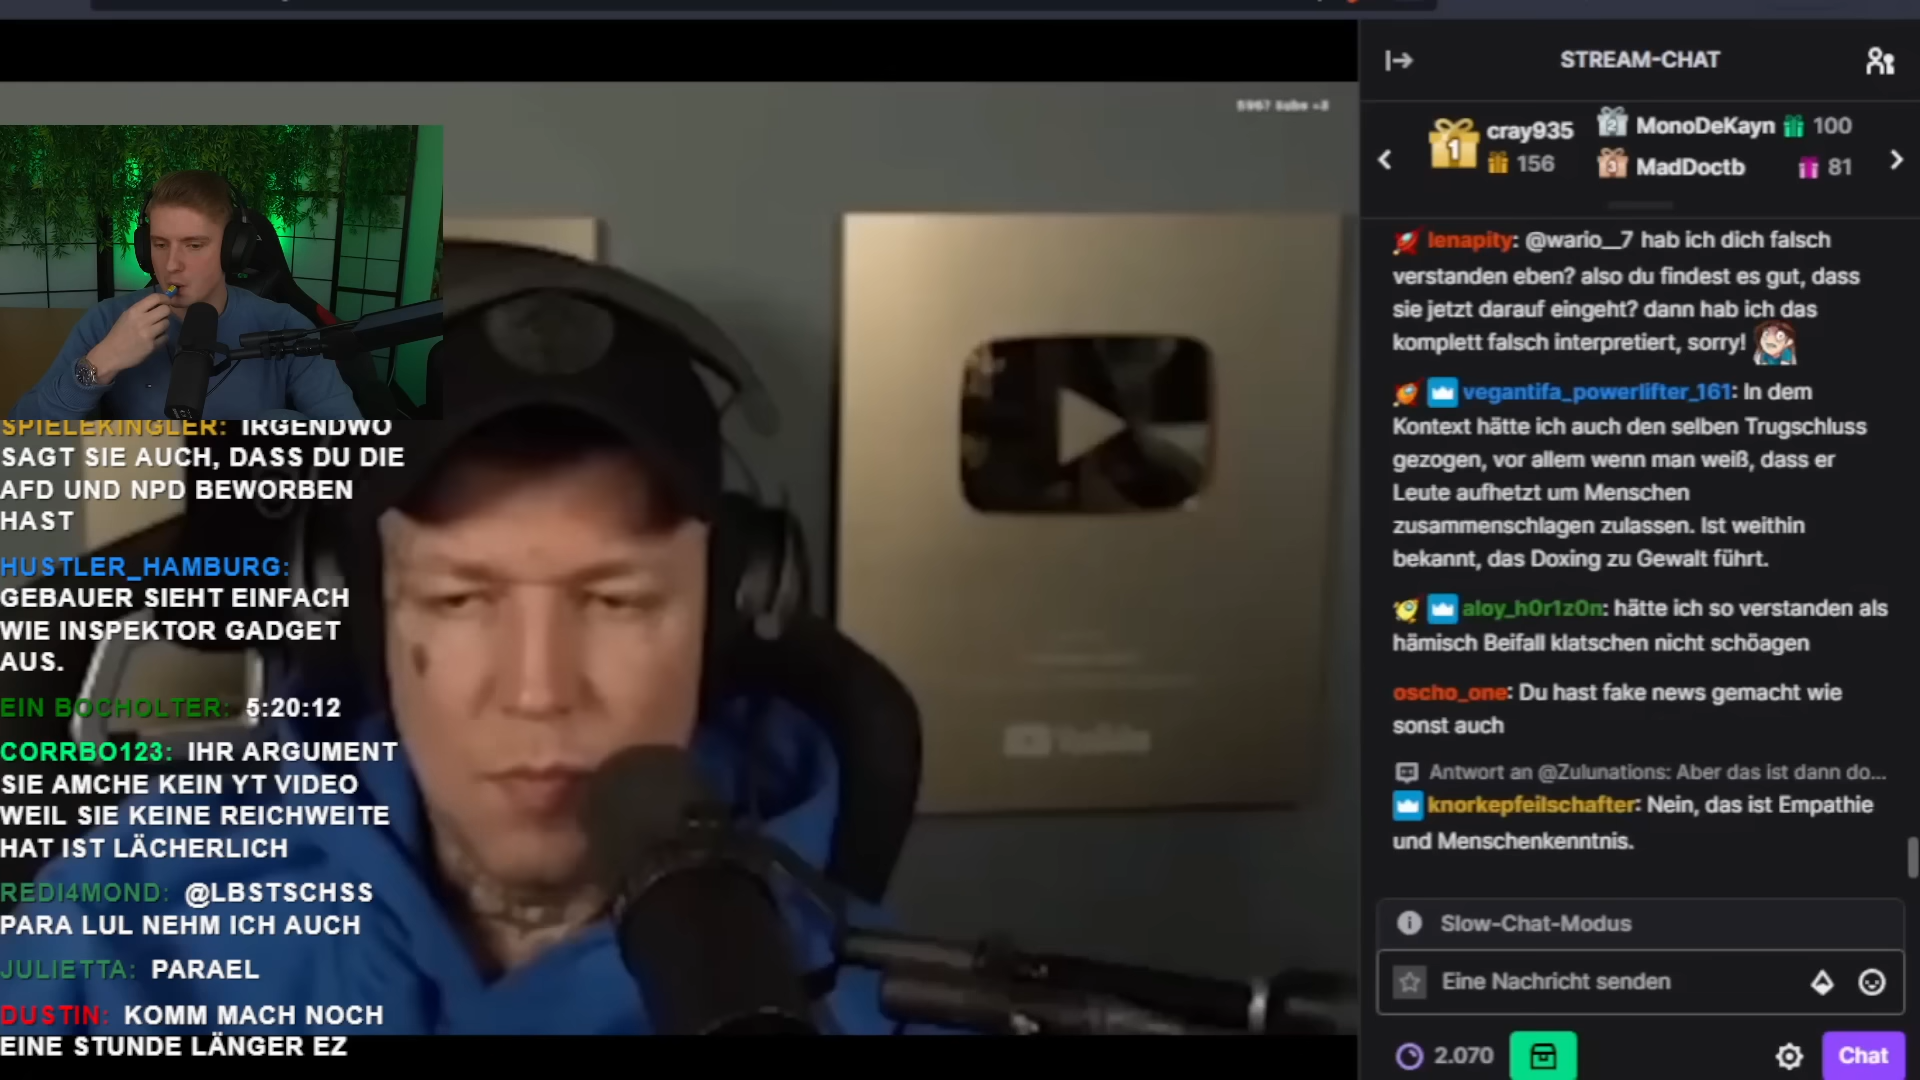 STREAM-CHAT
1 cray935
156
2 MonoDeKayn 100
3 MadDoctb 81
lenapity: @wario__7 hab ich dich falsch
verstanden eben? also du findest es gut, dass
sie jetzt darauf eingeht? dann hab ich das
komplett falsch interpretiert, sorry!
vegantifa_powerlifter_161: In dem
Kontext hätte ich auch den selben Trugschluss
gezogen, vor allem wenn man weiß, dass er
Leute aufhetzt um Menschen
zusammenschlagen zulassen. Ist weithin
bekannt, das Doxing zu Gewalt führt.
aloy_h0r1z0n: hätte ich so verstanden als
hämisch Beifall klatschen nicht schöagen
oscho_one: Du hast fake news gemacht wie
sonst auch
Antwort an @Zulunations: Aber das ist dann do...
knorkepfeilschafter: Nein, das ist Empathie
und Menschenkenntnis.
Slow-Chat-Modus
Eine Nachricht senden
2.070
Chat
5967 Subs
SPIELEKINGLER: IRGENDWO
SAGT SIE AUCH, DASS DU DIE
AFD UND NPD BEWORBEN
HAST
HUSTLER_HAMBURG:
GEBAUER SIEHT EINFACH
WIE INSPEKTOR GADGET
AUS.
EIN BOCHOLTER: 5:20:12
CORRBO123: IHR ARGUMENT
SIE AMCHE KEIN YT VIDEO
WEIL SIE KEINE REICHWEITE
HAT IST LÄCHERLICH
REDI4MOND: @LBSTSCHSS
PARA LUL NEHM ICH AUCH
JULIETTA: PARAEL
DUSTIN: KOMM MACH NOCH
EINE STUNDE LÄNGER EZ
YouTube